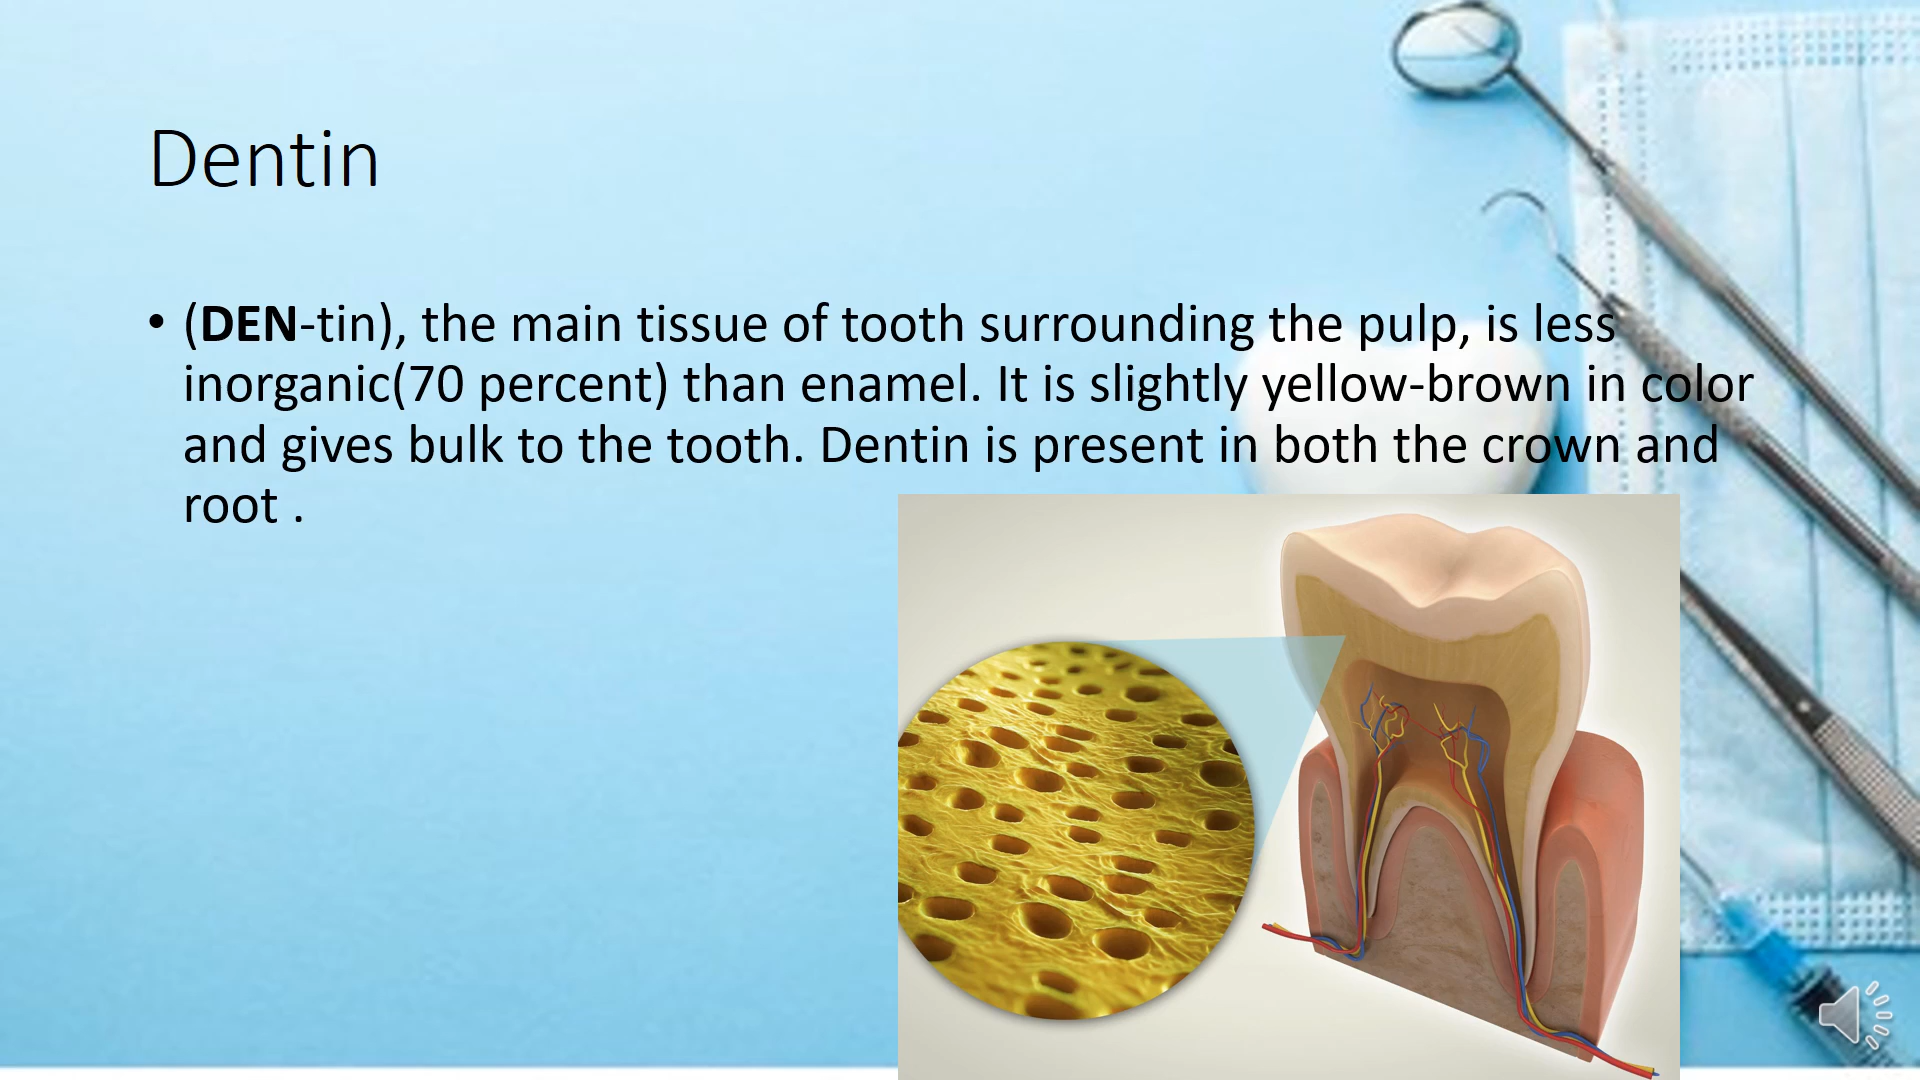 Dentin
• (DEN-tin), the main tissue of tooth surrounding the pulp, is less
inorganic(70 percent) than enamel. It is slightly yellow-brown in color
and gives bulk to the tooth. Dentin is present in both the crown and
root .